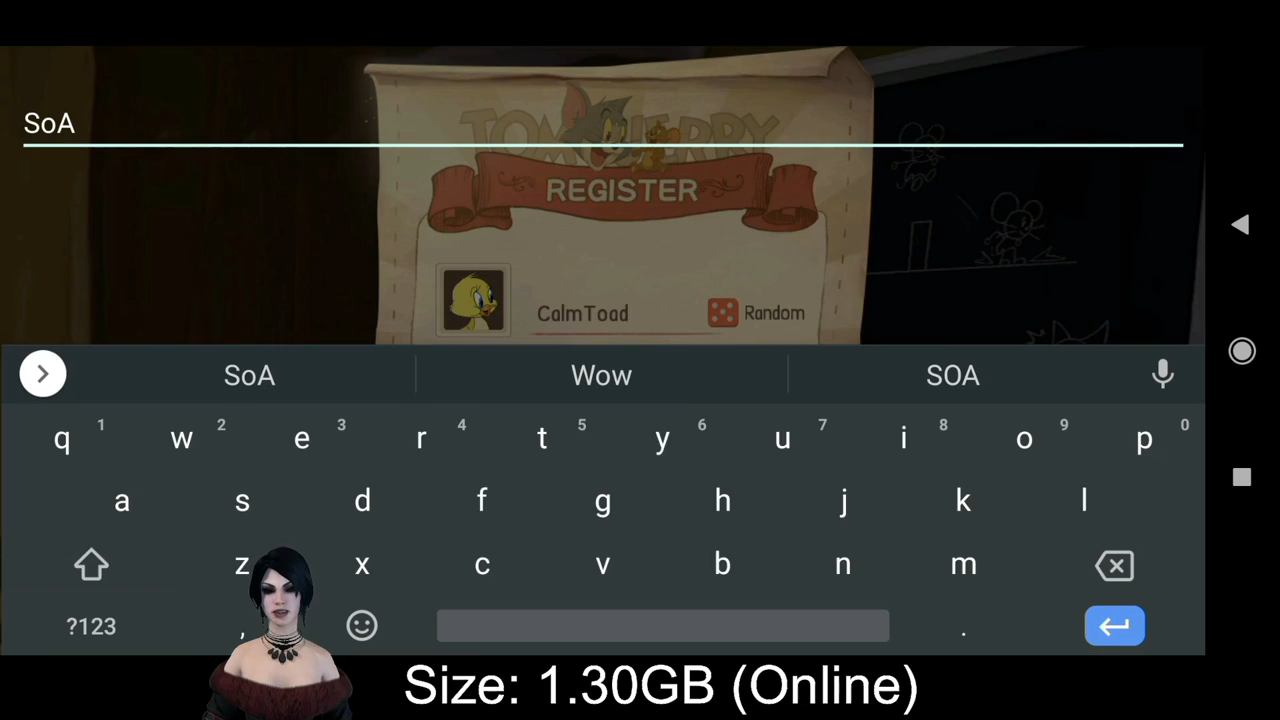 SoA
TOM JERRY
REGISTER
CalmToad Random
SoA Wow SOA
q 1 w 2 e 3 r 4 t 5 y 6 u 7 i 8 o 9 p 0
a s d f g h j k l
z x c v b n m
?123 , .
Size: 1.30GB (Online)